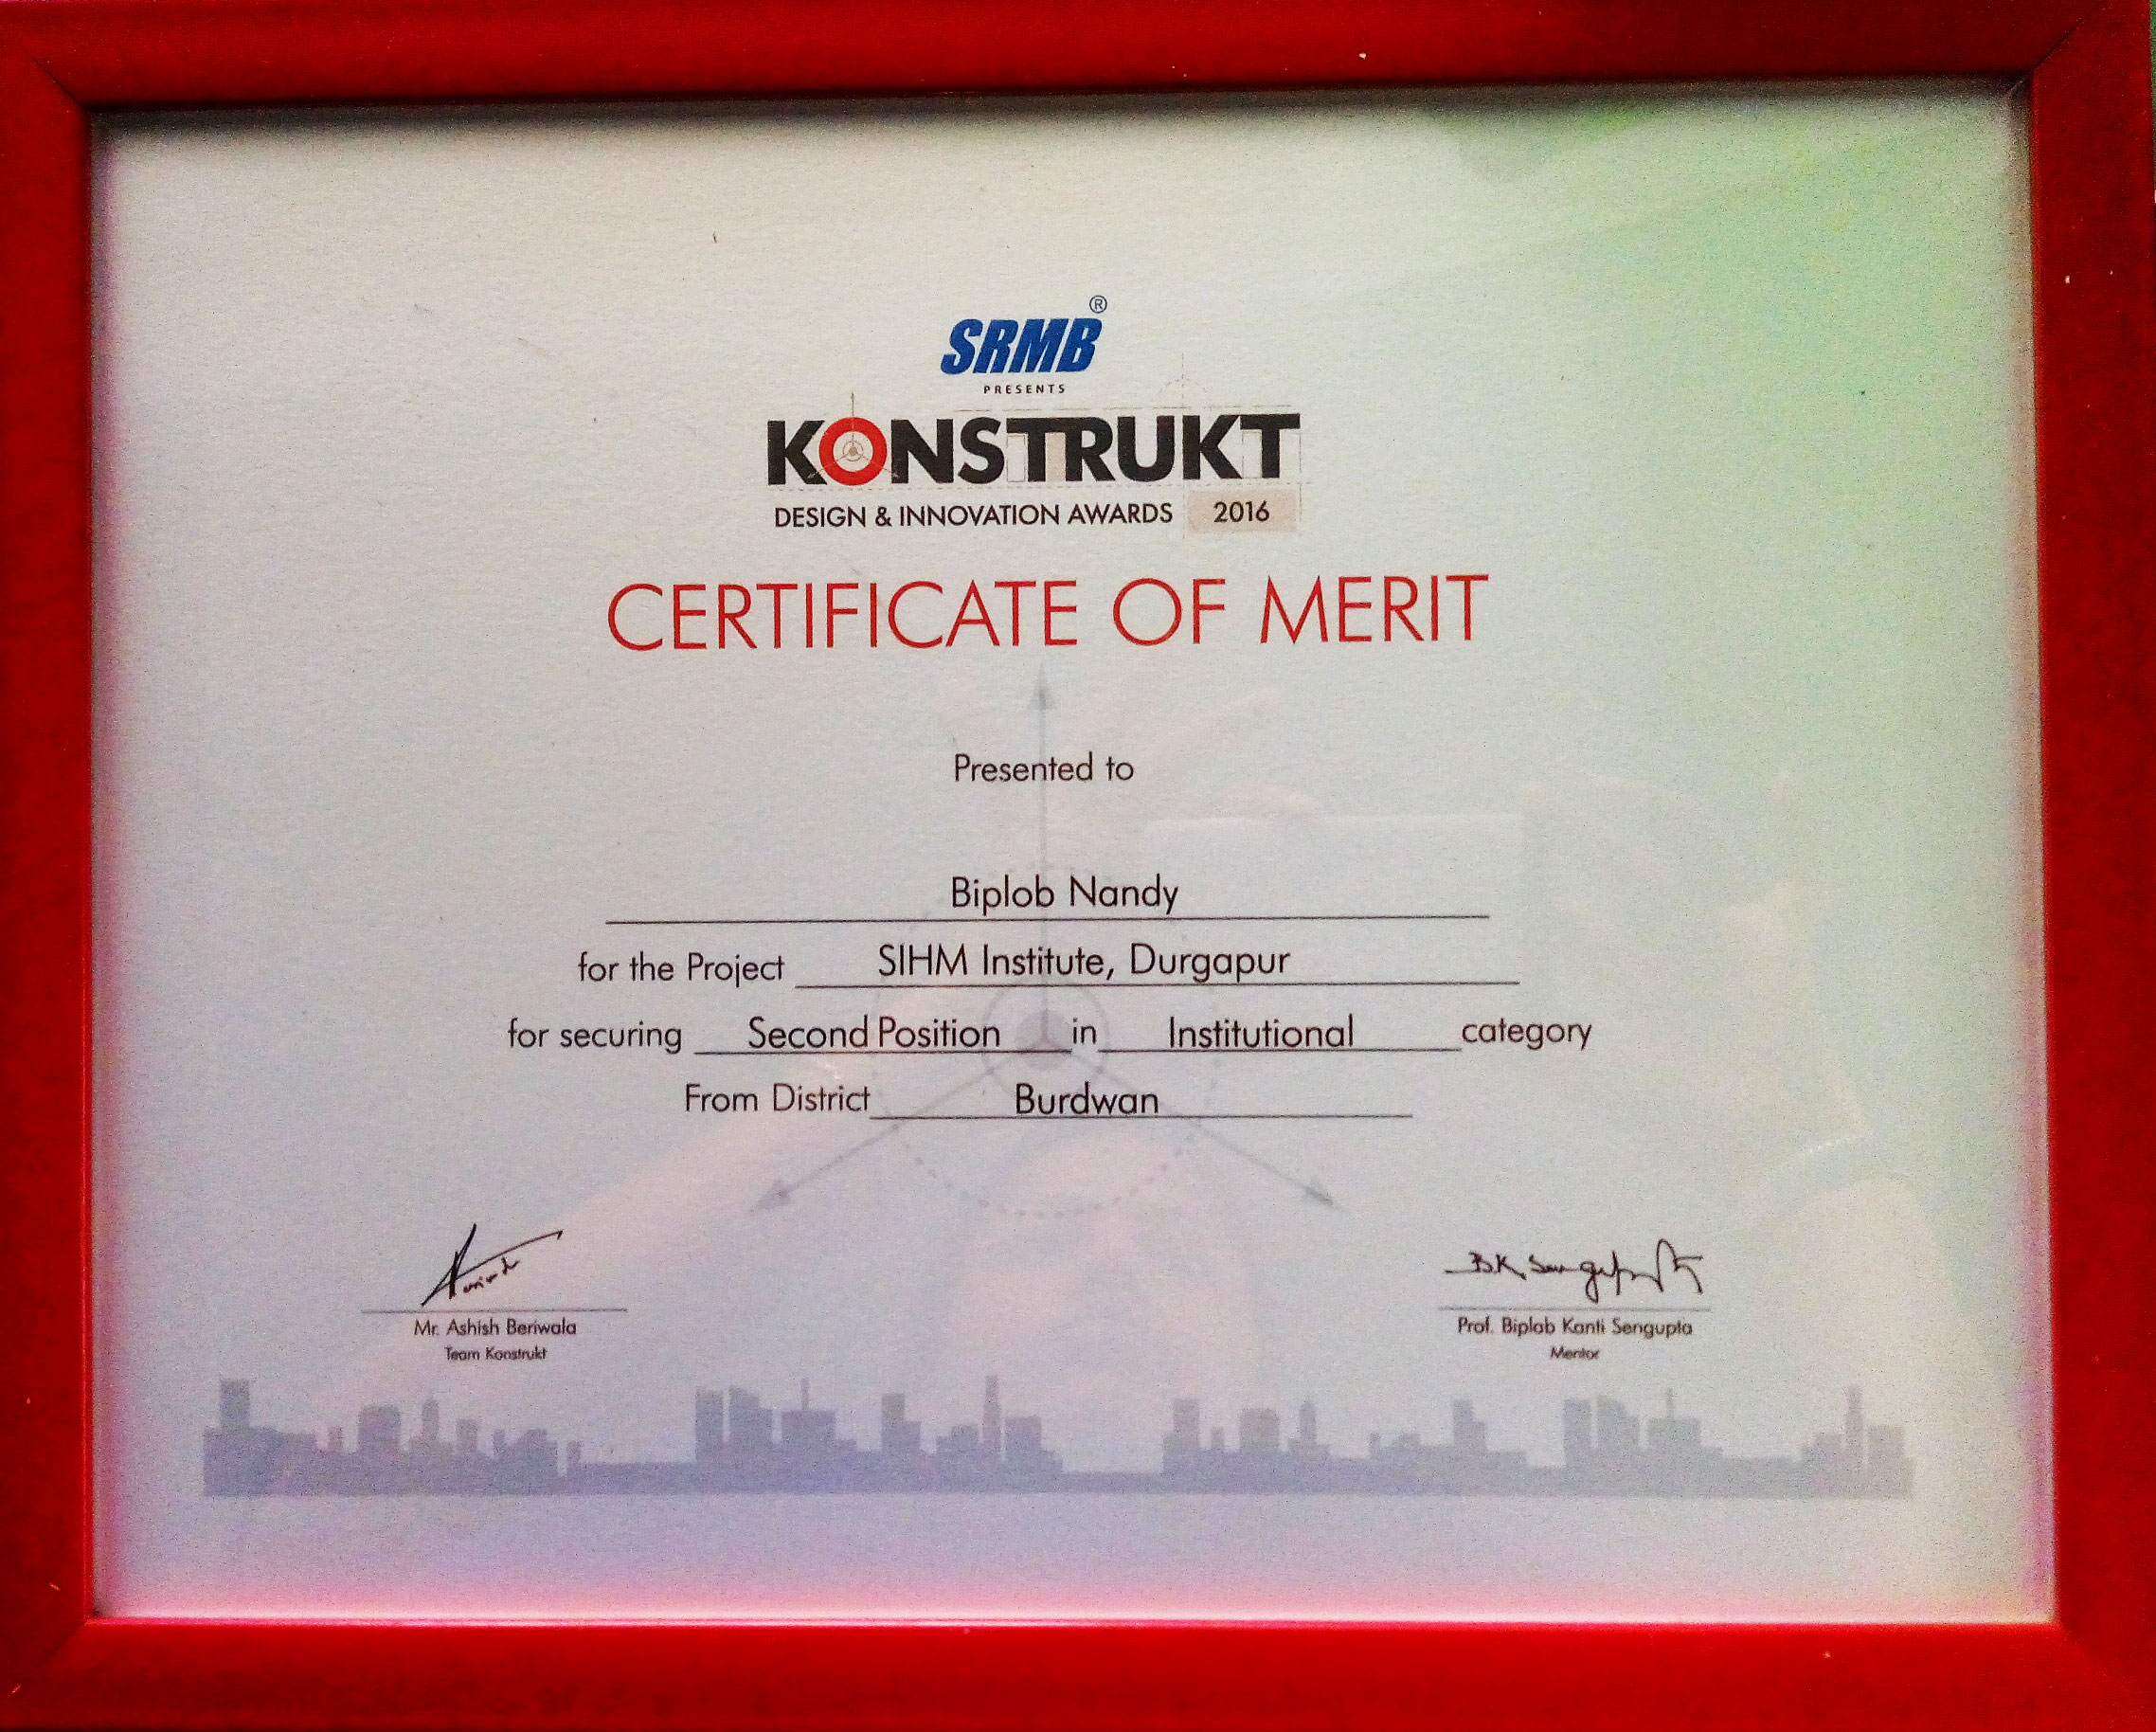 SRMB®
PRESENTS
KONSTRUKT
DESIGN & INNOVATION AWARDS 2016
CERTIFICATE OF MERIT
Presented to
Biplob Nandy
for the Project SIHM Institute, Durgapur
for securing Second Position in Institutional category
From District Burdwan
B.K. Sengupta
Mr. Ashish Beriwala
Team Konstrukt
Prof. Biplab Kanti Sengupta
Mentor